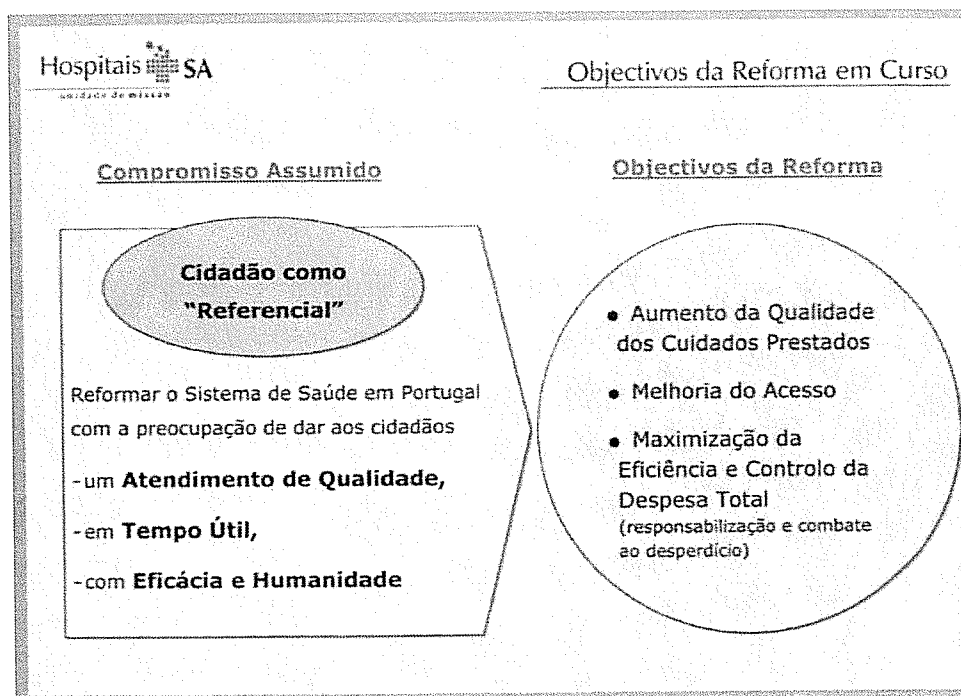 Hospitais SA
unidade de missão
Objectivos da Reforma em Curso
Compromisso Assumido
Cidadão como
“Referencial”
Reformar o Sistema de Saúde em Portugal
com a preocupação de dar aos cidadãos
-um Atendimento de Qualidade,
-em Tempo Útil,
-com Eficácia e Humanidade
Objectivos da Reforma
• Aumento da Qualidade
dos Cuidados Prestados
• Melhoria do Acesso
• Maximização da
Eficiência e Controlo da
Despesa Total
(responsabilização e combate
ao desperdício)